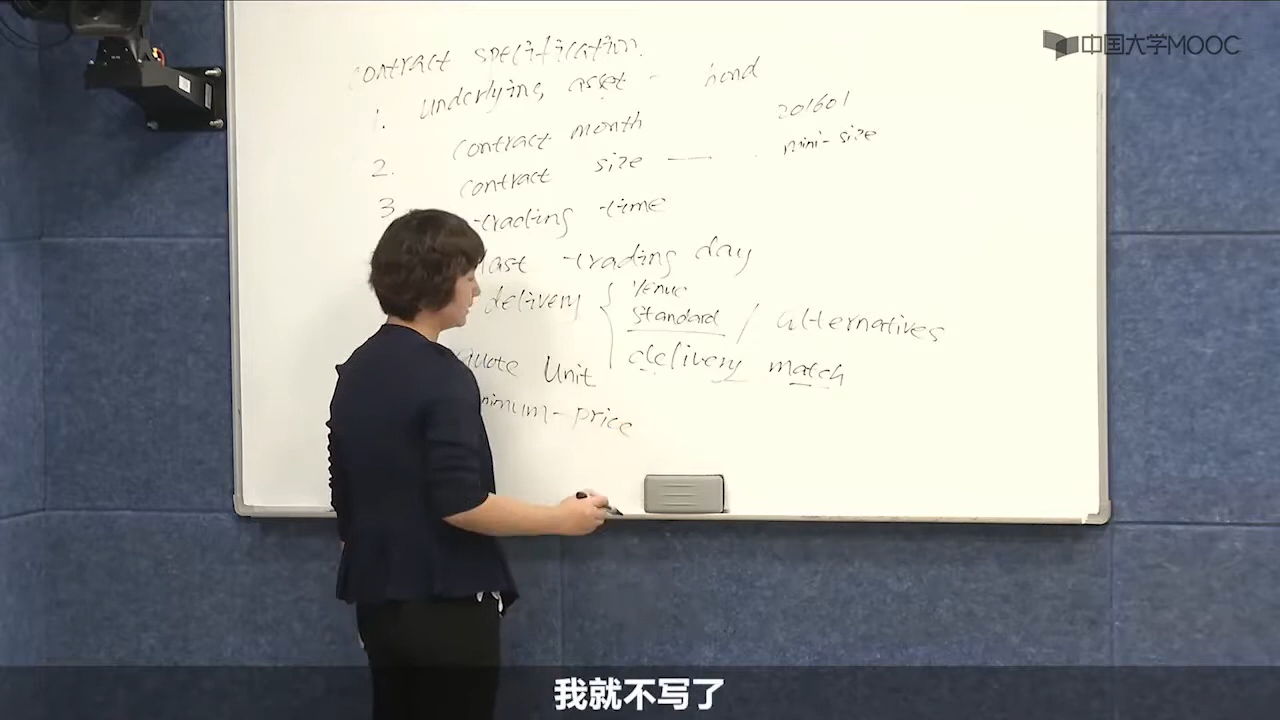 中国大学MOOC
contract specification.
1. underlying asset - bond
2. contract month 201601
3 contract size — mini-size
trading time
last trading day
delivery { venue
standard / alternatives
delivery match
quote Unit
minimum-price
我就不写了